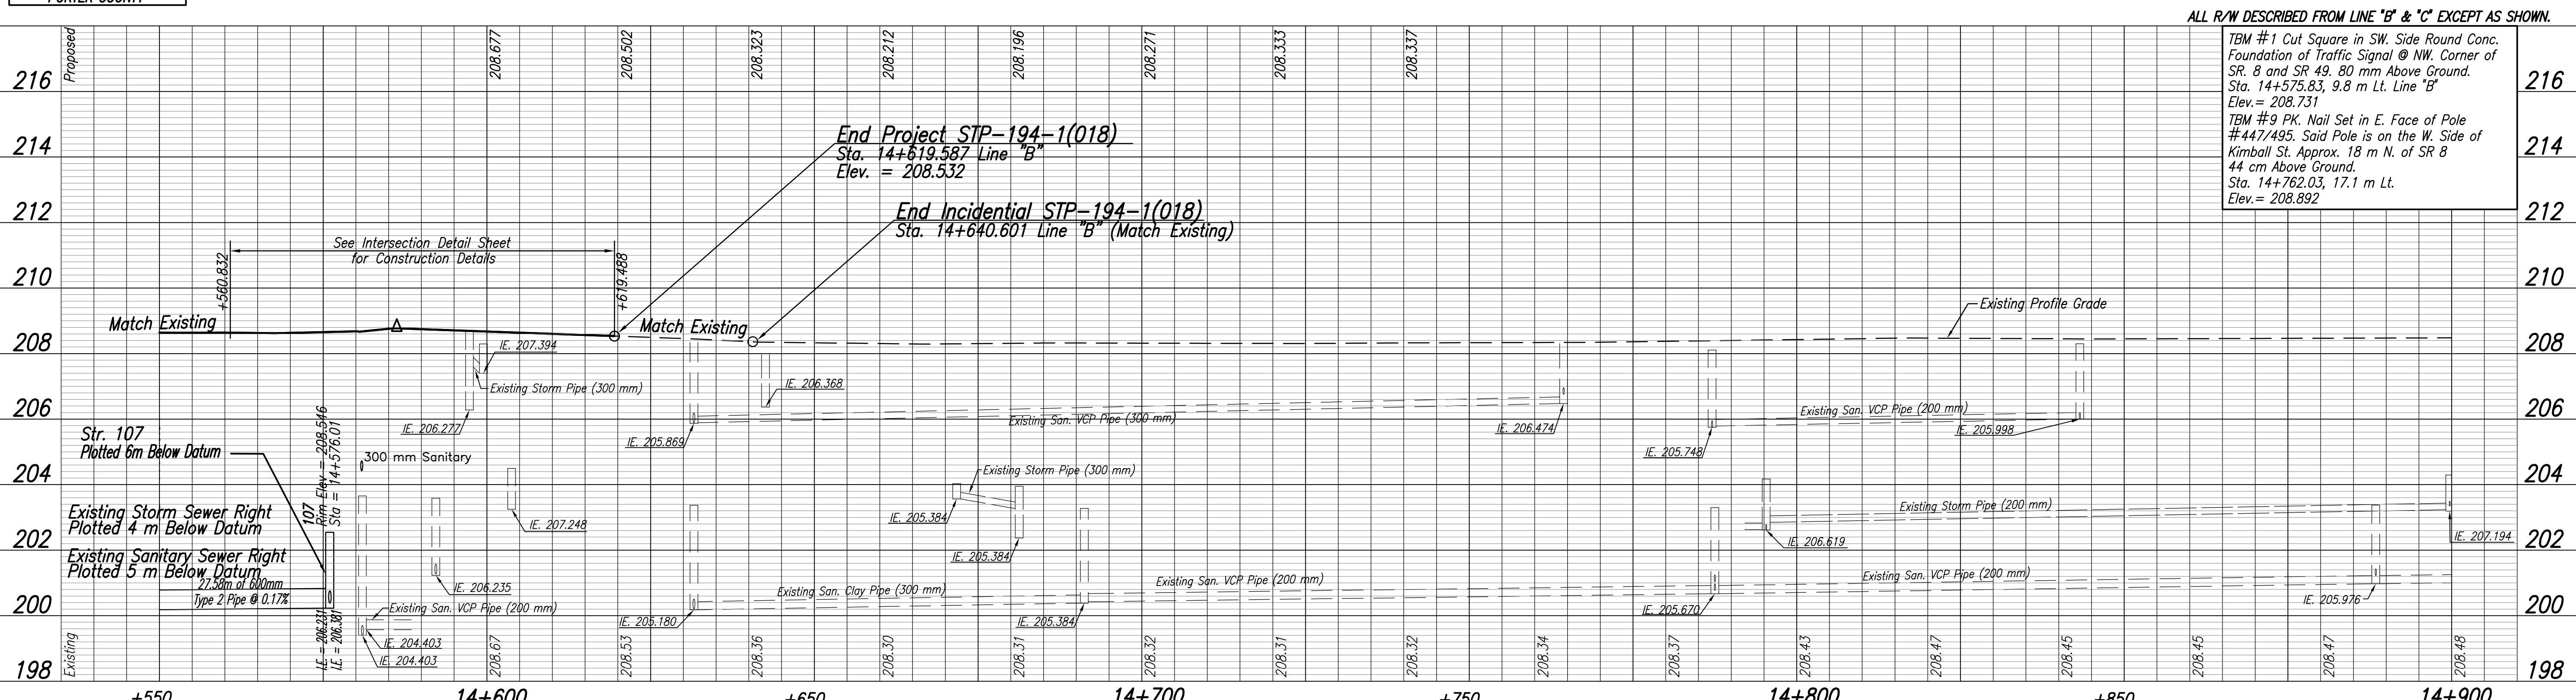 PORTER COUNTY
ALL R/W DESCRIBED FROM LINE "B" & "C" EXCEPT AS SHOWN.
Proposed
208.677
208.502
208.323
208.212
208.196
208.271
208.333
208.337
TBM #1 Cut Square in SW. Side Round Conc.
Foundation of Traffic Signal @ NW. Corner of
SR. 8 and SR 49. 80 mm Above Ground.
Sta. 14+575.83, 9.8 m Lt. Line "B"
Elev.= 208.731
TBM #9 PK. Nail Set in E. Face of Pole
#447/495. Said Pole is on the W. Side of
Kimball St. Approx. 18 m N. of SR 8
44 cm Above Ground.
Sta. 14+762.03, 17.1 m Lt.
Elev.= 208.892
216
216
214
214
212
212
210
210
208
208
206
206
204
204
202
202
200
200
198
198
End Project STP-194-1(018)
Sta. 14+619.587 Line "B"
Elev. = 208.532
End Incidential STP-194-1(018)
Sta. 14+640.601 Line "B" (Match Existing)
See Intersection Detail Sheet
for Construction Details
+560.832
+619.488
Match Existing
Match Existing
Existing Profile Grade
IE. 207.394
Existing Storm Pipe (300 mm)
IE. 206.277
IE. 206.368
IE. 205.869
Existing San. VCP Pipe (300 mm)
IE. 206.474
Existing San. VCP Pipe (200 mm)
IE. 205.748
IE. 205.998
Str. 107
Plotted 6m Below Datum
300 mm Sanitary
107
Rim Elev = 208.546
Sta = 14+576.01
Existing Storm Sewer Right
Plotted 4 m Below Datum
Existing Sanitary Sewer Right
Plotted 5 m Below Datum
27.58m of 600mm
Type 2 Pipe @ 0.17%
I.E. = 206.231
I.E. = 206.381
IE. 207.248
IE. 206.235
Existing San. VCP Pipe (200 mm)
IE. 204.403
IE. 204.403
Existing Storm Pipe (300 mm)
IE. 205.384
IE. 205.384
Existing San. Clay Pipe (300 mm)
IE. 205.180
IE. 205.384
Existing San. VCP Pipe (200 mm)
IE. 205.670
Existing Storm Pipe (200 mm)
IE. 206.619
IE. 207.194
Existing San. VCP Pipe (200 mm)
IE. 205.976
Existing
208.67
208.53
208.36
208.30
208.31
208.32
208.31
208.32
208.34
208.37
208.43
208.47
208.45
208.45
208.47
208.48
+550
14+600
+650
14+700
+750
14+800
+850
14+900